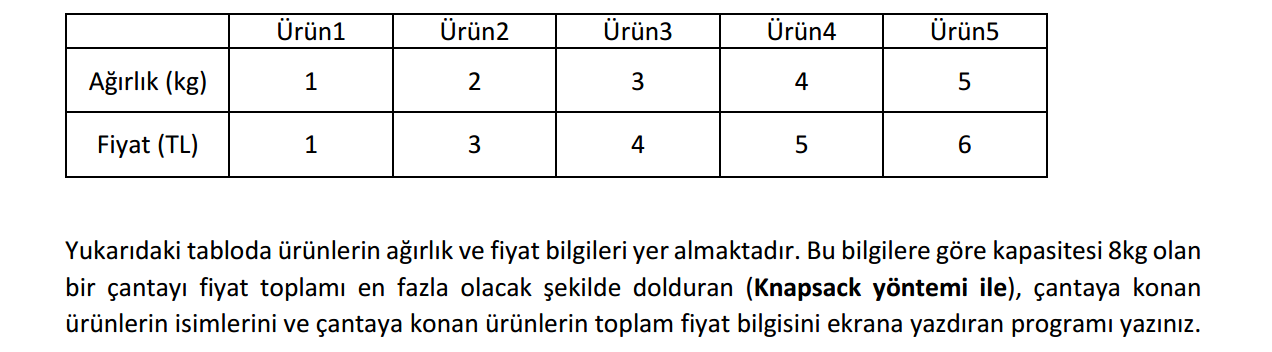 Ürün1 Ürün2 Ürün3 Ürün4 Ürün5
Ağırlık (kg) 1 2 3 4 5
Fiyat (TL) 1 3 4 5 6
Yukarıdaki tabloda ürünlerin ağırlık ve fiyat bilgileri yer almaktadır. Bu bilgilere göre kapasitesi 8kg olan
bir çantayı fiyat toplamı en fazla olacak şekilde dolduran (Knapsack yöntemi ile), çantaya konan
ürünlerin isimlerini ve çantaya konan ürünlerin toplam fiyat bilgisini ekrana yazdıran programı yazınız.